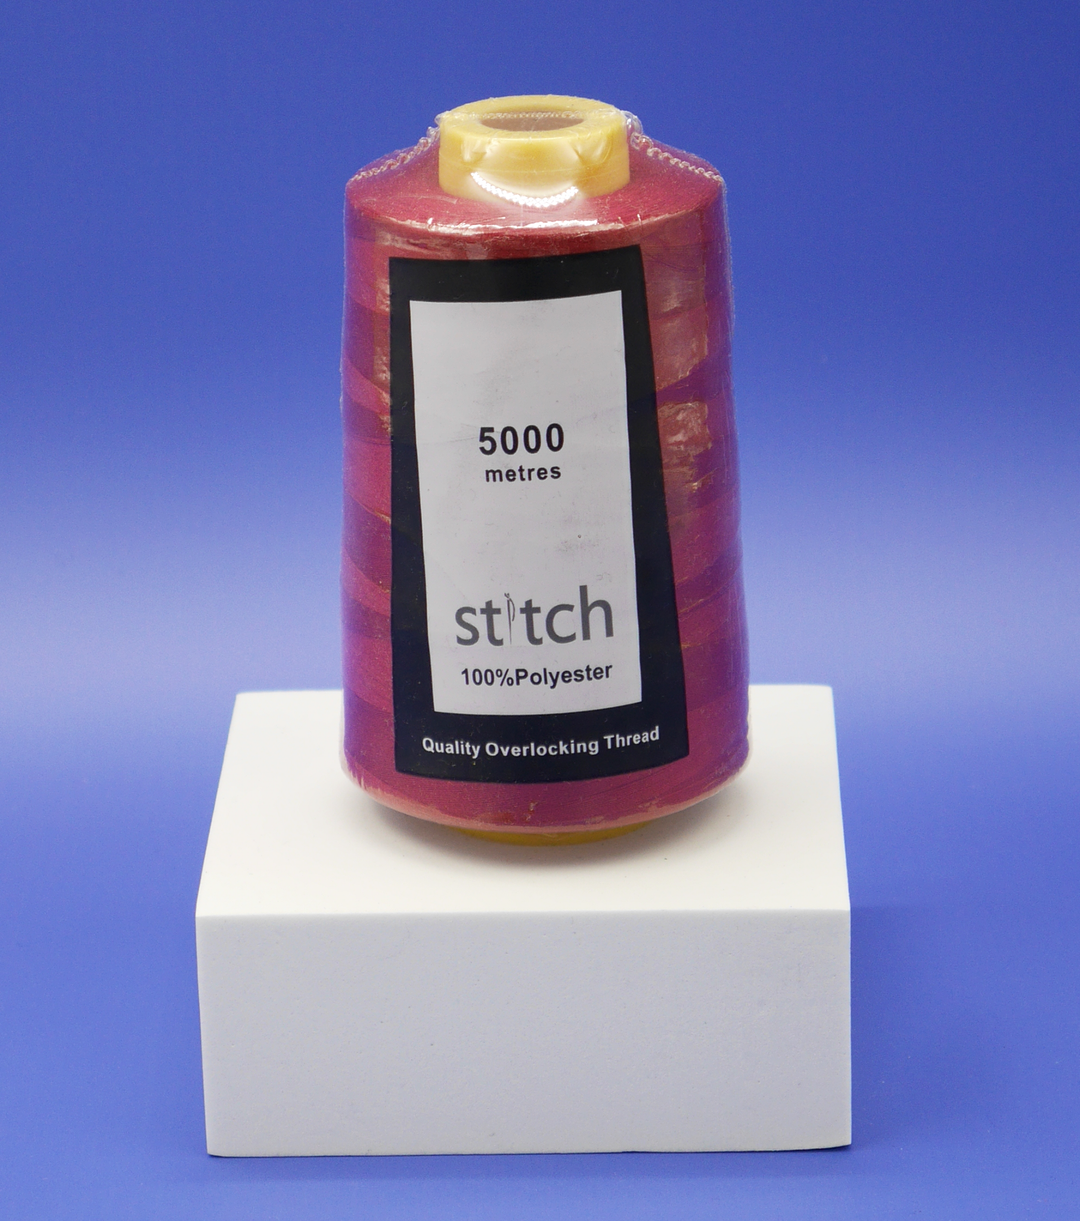 5000
metres
stitch
100%Polyester
Quality Overlocking Thread